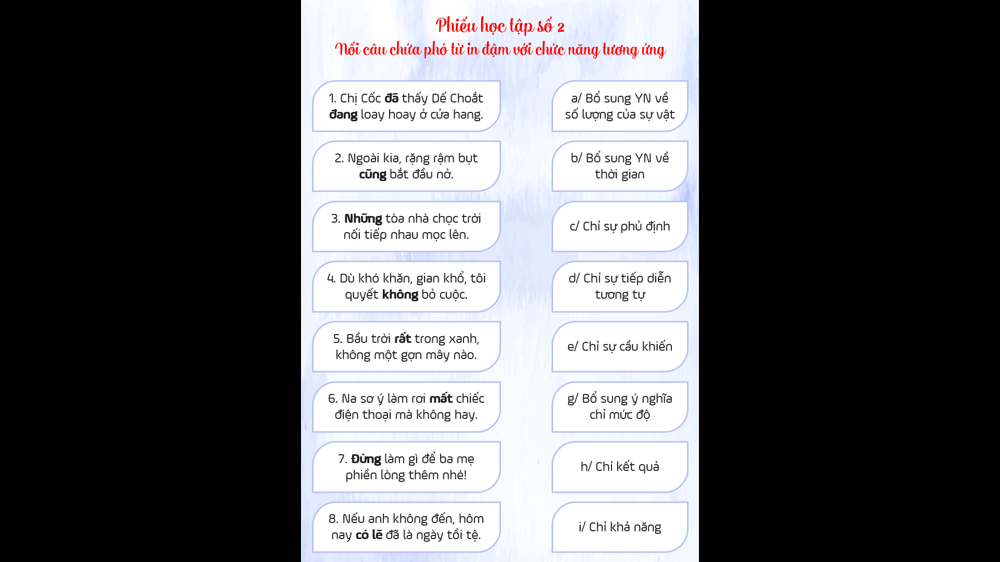 Phiếu học tập số 2
Nối câu chứa phó từ in đậm với chức năng tương ứng
1. Chị Cốc đã thấy Dế Choắt
đang loay hoay ở cửa hang.
a/ Bổ sung YN về
số lượng của sự vật
2. Ngoài kia, rặng rậm bụt
cũng bắt đầu nở.
b/ Bổ sung YN về
thời gian
3. Những tòa nhà chọc trời
nối tiếp nhau mọc lên.
c/ Chỉ sự phủ định
4. Dù khó khăn, gian khổ, tôi
quyết không bỏ cuộc.
d/ Chỉ sự tiếp diễn
tương tự
5. Bầu trời rất trong xanh,
không một gợn mây nào.
e/ Chỉ sự cầu khiến
6. Na sơ ý làm rơi mất chiếc
điện thoại mà không hay.
g/ Bổ sung ý nghĩa
chỉ mức độ
7. Đừng làm gì để ba mẹ
phiền lòng thêm nhé!
h/ Chỉ kết quả
8. Nếu anh không đến, hôm
nay có lẽ đã là ngày tồi tệ.
i/ Chỉ khả năng